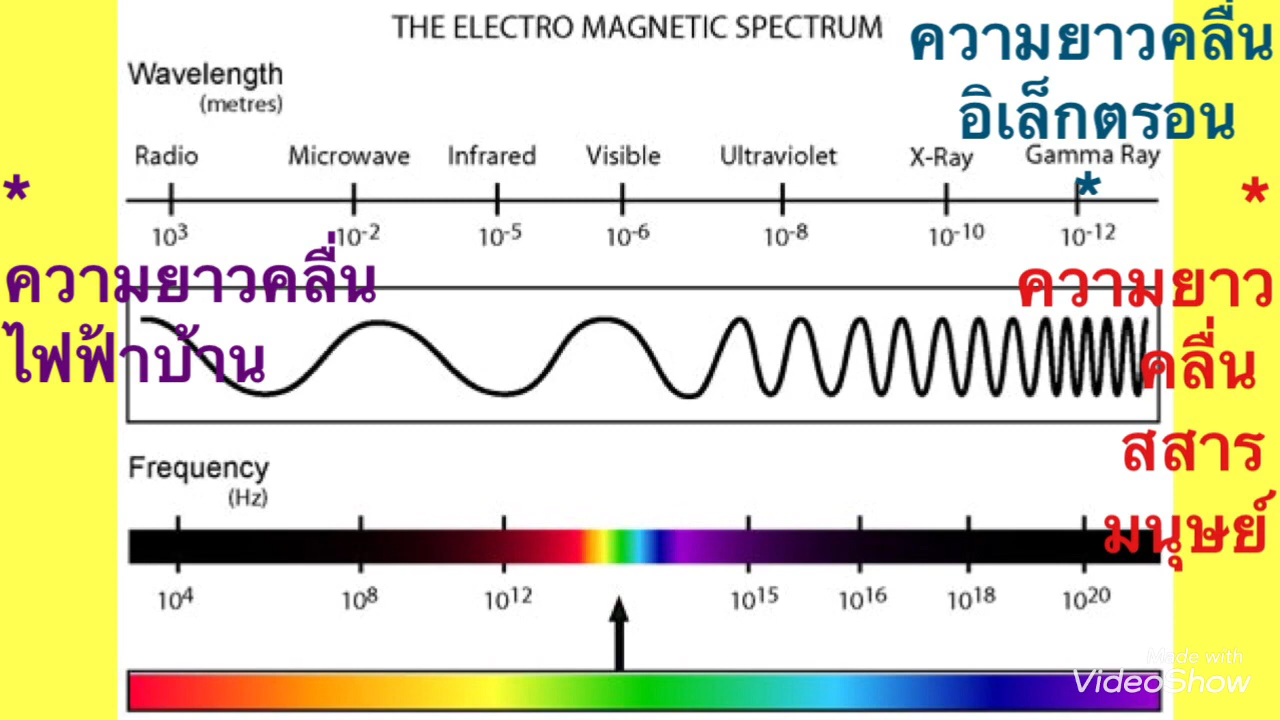 THE ELECTRO MAGNETIC SPECTRUM
ความยาวคลื่น
อิเล็กตรอน
Wavelength
(metres)
Radio Microwave Infrared Visible Ultraviolet X-Ray Gamma Ray
* * *
10³ 10⁻² 10⁻⁵ 10⁻⁶ 10⁻⁸ 10⁻¹⁰ 10⁻¹²
ความยาวคลื่น
ไฟฟ้าบ้าน
ความยาว
คลื่น
สสาร
มนุษย์
Frequency
(Hz)
10⁴ 10⁸ 10¹² 10¹⁵ 10¹⁶ 10¹⁸ 10²⁰
Made with
VideoShow